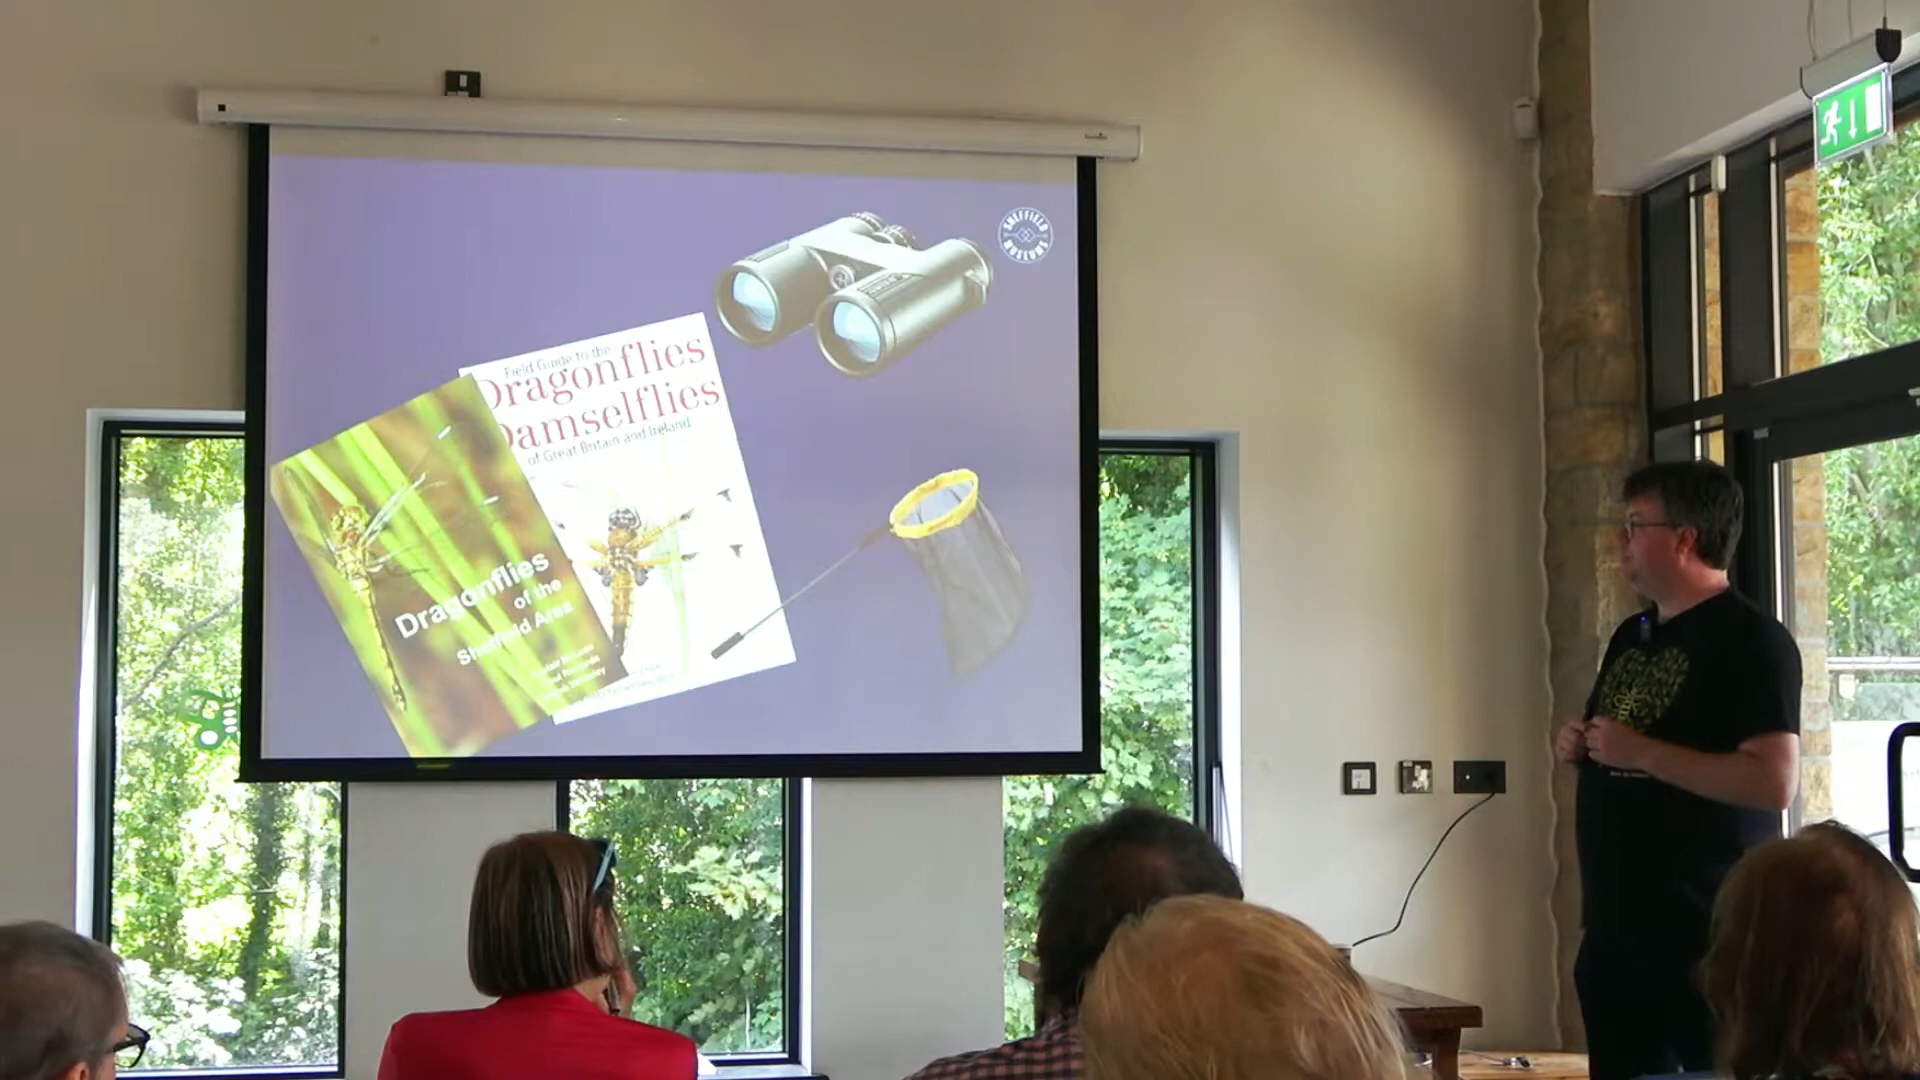 SHEFFIELD
MUSEUMS
Field Guide to the
Dragonflies
Damselflies
of Great Britain and Ireland
Dragonflies
of the
Sheffield Area